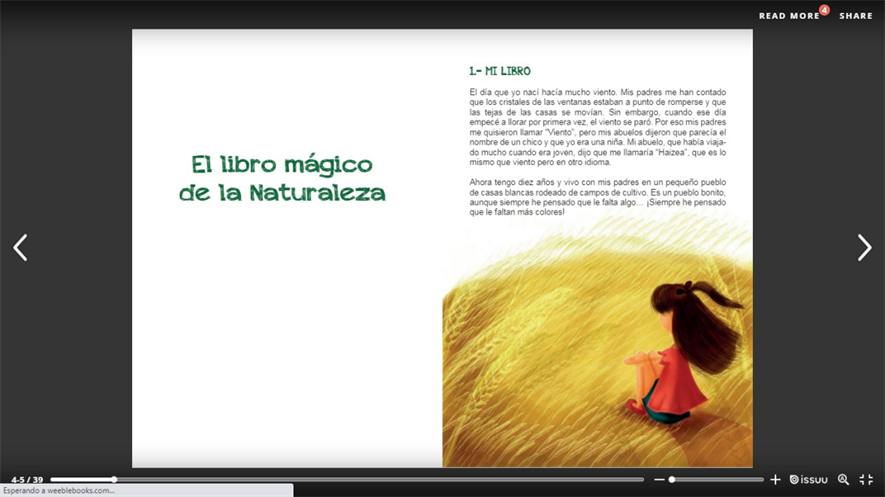 READ MORE 4 SHARE
El libro mágico
de la Naturaleza
1.- MI LIBRO
El día que yo nací hacía mucho viento. Mis padres me han contado
que los cristales de las ventanas estaban a punto de romperse y que
las tejas de las casas se movían. Sin embargo, cuando ese día
empecé a llorar por primera vez, el viento se paró. Por eso mis padres
me quisieron llamar "Viento", pero mis abuelos dijeron que parecía el
nombre de un chico y que yo era una niña. Mi abuelo, que había viaja-
do mucho cuando era joven, dijo que me llamaría "Haizea", que es lo
mismo que viento pero en otro idioma.
Ahora tengo diez años y vivo con mis padres en un pequeño pueblo
de casas blancas rodeado de campos de cultivo. Es un pueblo bonito,
aunque siempre he pensado que le falta algo... ¡Siempre he pensado
que le faltan más colores!
4-5 / 39
issuu
Esperando a weeblebooks.com...